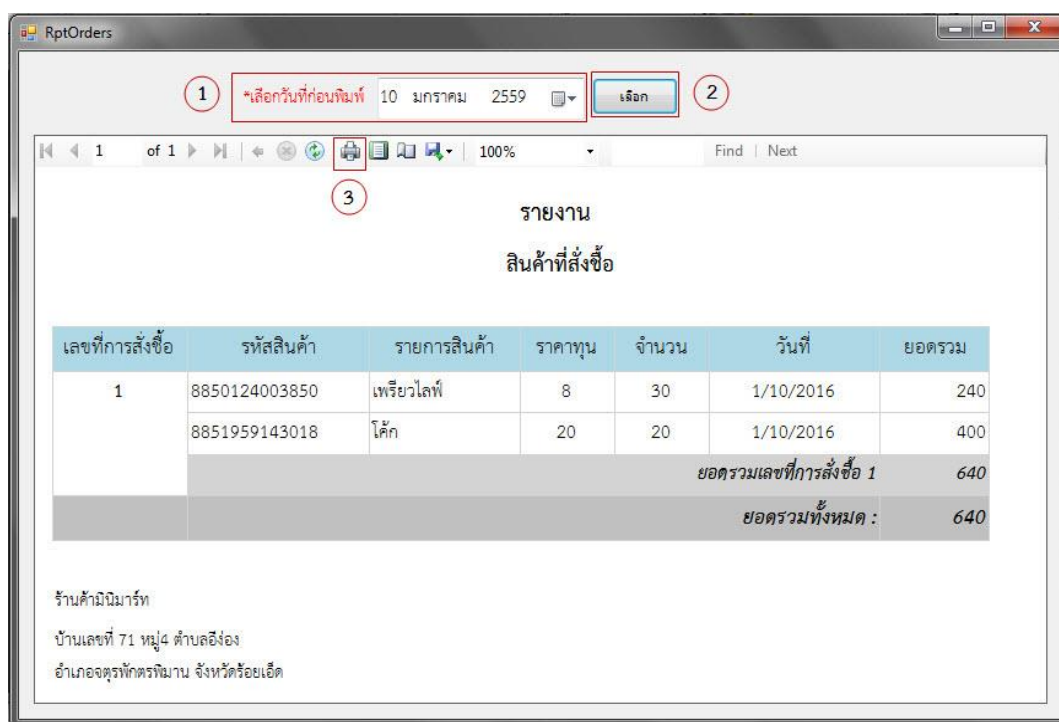 RptOrders
1 *เลือกวันที่ก่อนพิมพ์ 10 มกราคม 2559 เลือก 2
1 of 1 100% Find | Next
3
รายงาน
สินค้าที่สั่งซื้อ
เลขที่การสั่งซื้อ รหัสสินค้า รายการสินค้า ราคาทุน จำนวน วันที่ ยอดรวม
1 8850124003850 เพรียวไลฟ์ 8 30 1/10/2016 240
8851959143018 โค้ก 20 20 1/10/2016 400
ยอดรวมเลขที่การสั่งซื้อ 1 640
ยอดรวมทั้งหมด : 640
ร้านค้ามินิมาร์ท
บ้านเลขที่ 71 หมู่4 ตำบลอีง่อง
อำเภอจตุรพักตรพิมาน จังหวัดร้อยเอ็ด